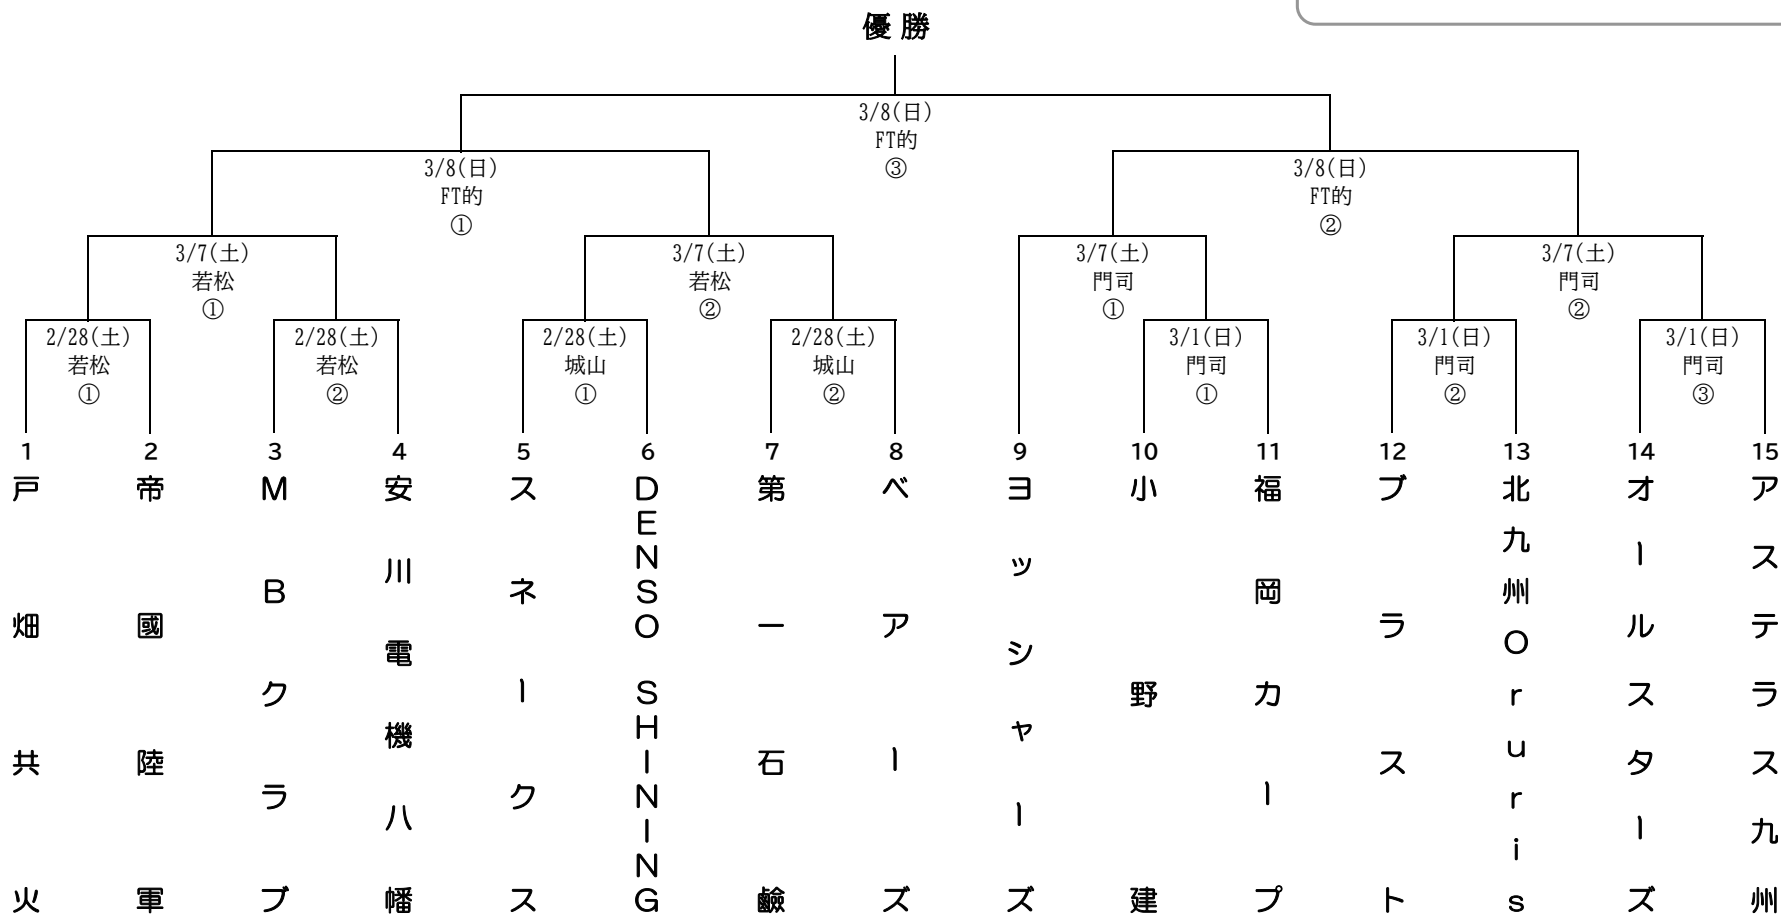 優勝
3/8(日)
FT的
③
3/8(日)
FT的
①
3/8(日)
FT的
②
3/7(土)
若松
①
3/7(土)
若松
②
3/7(土)
門司
①
3/7(土)
門司
②
2/28(土)
若松
①
2/28(土)
若松
②
2/28(土)
城山
①
2/28(土)
城山
②
3/1(日)
門司
①
3/1(日)
門司
②
3/1(日)
門司
③
1
戸畑共火
2
帝國陸軍
3
MBクラブ
4
安川電機八幡
5
スネークス
6
DENSO SHINING
7
第一石鹼
8
ベアーズ
9
ヨッシャーズ
10
小野建
11
福岡カープ
12
ブラスト
13
北九州Oruris
14
オールスターズ
15
アステラス九州